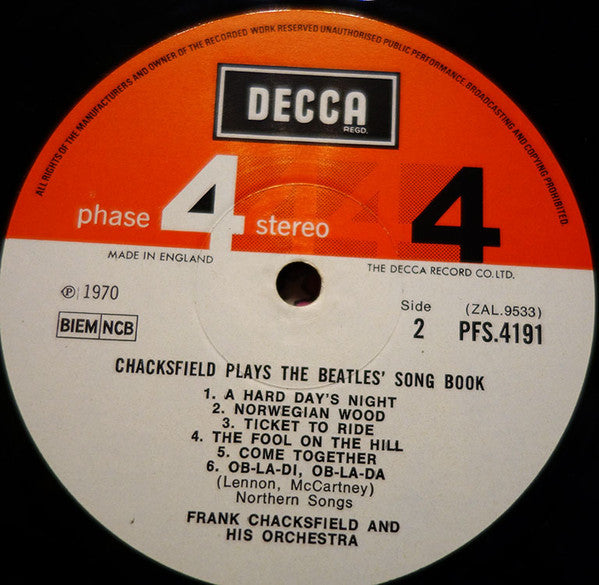 ALL RIGHTS OF THE MANUFACTURERS AND OWNER OF THE RECORDED WORK RESERVED UNAUTHORISED PUBLIC PERFORMANCE, BROADCASTING AND COPYING PROHIBITED.
DECCA
REGD.
phase 4 stereo 4
MADE IN ENGLAND
THE DECCA RECORD CO. LTD.
Ⓟ 1970
BIEM NCB
Side (ZAL.9533)
2 PFS.4191
CHACKSFIELD PLAYS THE BEATLES' SONG BOOK
1. A HARD DAY'S NIGHT
2. NORWEGIAN WOOD
3. TICKET TO RIDE
4. THE FOOL ON THE HILL
5. COME TOGETHER
6. OB-LA-DI, OB-LA-DA
(Lennon, McCartney)
Northern Songs
FRANK CHACKSFIELD AND
HIS ORCHESTRA